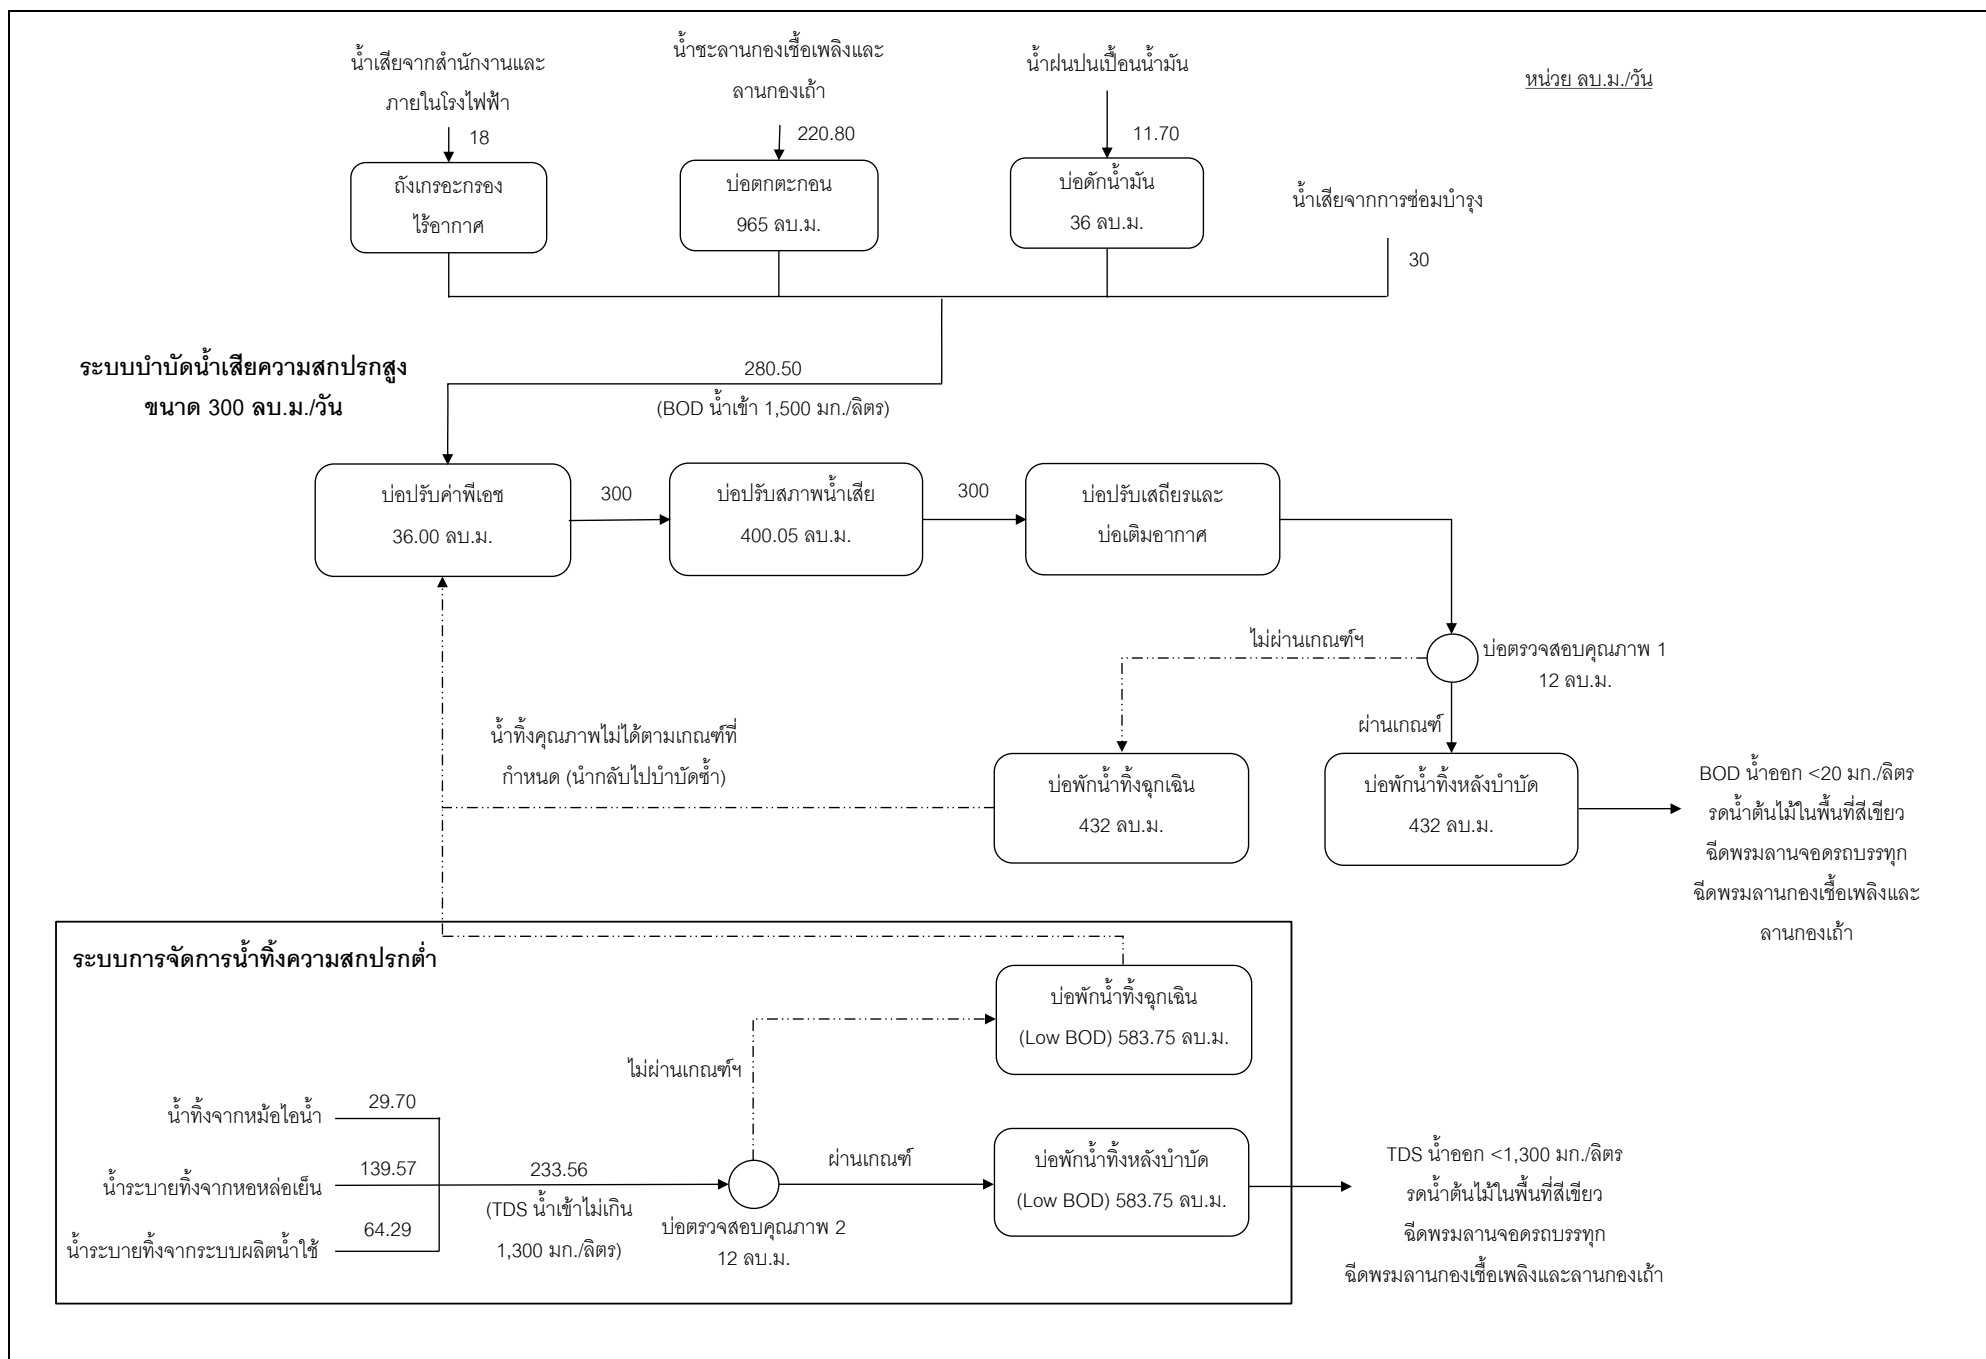 น้ำเสียจากสำนักงานและ
ภายในโรงไฟฟ้า
18
น้ำชะลานกองเชื้อเพลิงและ
ลานกองเถ้า
220.80
น้ำฝนปนเปื้อนน้ำมัน
11.70
หน่วย ลบ.ม./วัน
ถังเกรอะกรอง
ไร้อากาศ
บ่อตกตะกอน
965 ลบ.ม.
บ่อดักน้ำมัน
36 ลบ.ม.
น้ำเสียจากการซ่อมบำรุง
30
ระบบบำบัดน้ำเสียความสกปรกสูง
ขนาด 300 ลบ.ม./วัน
280.50
(BOD น้ำเข้า 1,500 มก./ลิตร)
บ่อปรับค่าพีเอช
36.00 ลบ.ม.
300
บ่อปรับสภาพน้ำเสีย
400.05 ลบ.ม.
300
บ่อปรับเสถียรและ
บ่อเติมอากาศ
ไม่ผ่านเกณฑ์ฯ
บ่อตรวจสอบคุณภาพ 1
12 ลบ.ม.
ผ่านเกณฑ์
น้ำทิ้งคุณภาพไม่ได้ตามเกณฑ์ที่
กำหนด (นำกลับไปบำบัดซ้ำ)
บ่อพักน้ำทิ้งฉุกเฉิน
432 ลบ.ม.
บ่อพักน้ำทิ้งหลังบำบัด
432 ลบ.ม.
BOD น้ำออก <20 มก./ลิตร
รดน้ำต้นไม้ในพื้นที่สีเขียว
ฉีดพรมลานจอดรถบรรทุก
ฉีดพรมลานกองเชื้อเพลิงและ
ลานกองเถ้า
ระบบการจัดการน้ำทิ้งความสกปรกต่ำ
บ่อพักน้ำทิ้งฉุกเฉิน
(Low BOD) 583.75 ลบ.ม.
ไม่ผ่านเกณฑ์ฯ
น้ำทิ้งจากหม้อไอน้ำ
29.70
น้ำระบายทิ้งจากหอหล่อเย็น
139.57
น้ำระบายทิ้งจากระบบผลิตน้ำใช้
64.29
233.56
(TDS น้ำเข้าไม่เกิน
1,300 มก./ลิตร)
บ่อตรวจสอบคุณภาพ 2
12 ลบ.ม.
ผ่านเกณฑ์
บ่อพักน้ำทิ้งหลังบำบัด
(Low BOD) 583.75 ลบ.ม.
TDS น้ำออก <1,300 มก./ลิตร
รดน้ำต้นไม้ในพื้นที่สีเขียว
ฉีดพรมลานจอดรถบรรทุก
ฉีดพรมลานกองเชื้อเพลิงและลานกองเถ้า